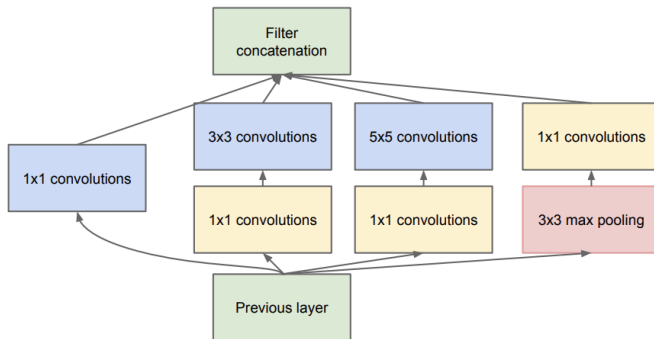 Filter
concatenation
3x3 convolutions
5x5 convolutions
1x1 convolutions
1x1 convolutions
1x1 convolutions
1x1 convolutions
3x3 max pooling
Previous layer